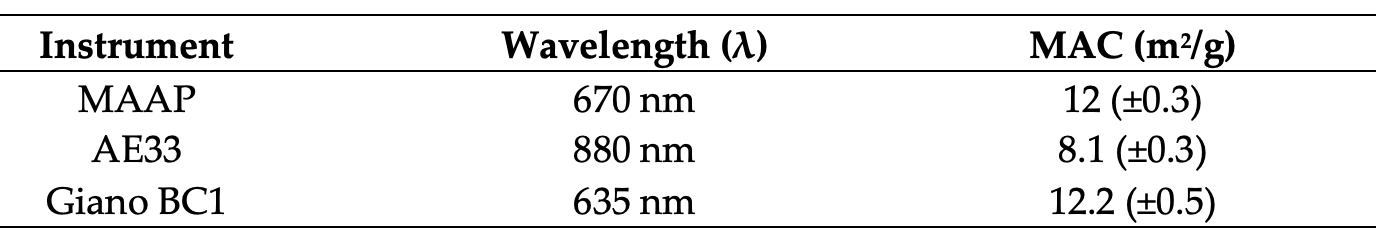 Instrument Wavelength (λ) MAC (m²/g)
MAAP 670 nm 12 (±0.3)
AE33 880 nm 8.1 (±0.3)
Giano BC1 635 nm 12.2 (±0.5)